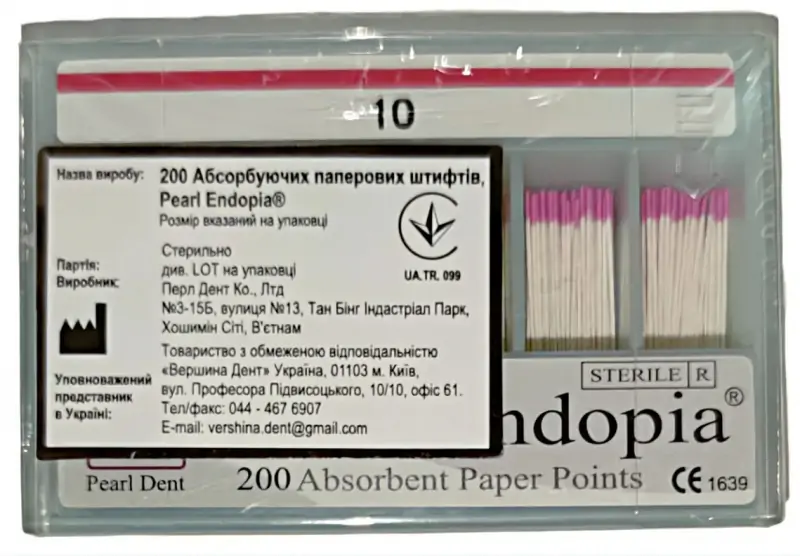 10
Назва виробу: 200 Абсорбуючих паперових штифтів,
Pearl Endopia®
Розмір вказаний на упаковці
UA.TR. 099
Стерильно
Партія: див. LOT на упаковці
Виробник: Перл Дент Ко., Лтд
№3-15Б, вулиця №13, Тан Бінг Індастріал Парк,
Хошимін Сіті, В'єтнам
Уповноважений
представник
в Україні:
Товариство з обмеженою відповідальністю
«Вершина Дент» Україна, 01103 м. Київ,
вул. Професора Підвисоцького, 10/10, офіс 61.
Тел/факс: 044 - 467 6907
E-mail: vershina.dent@gmail.com
STERILE R
ndopia®
Pearl Dent
200 Absorbent Paper Points
CE 1639